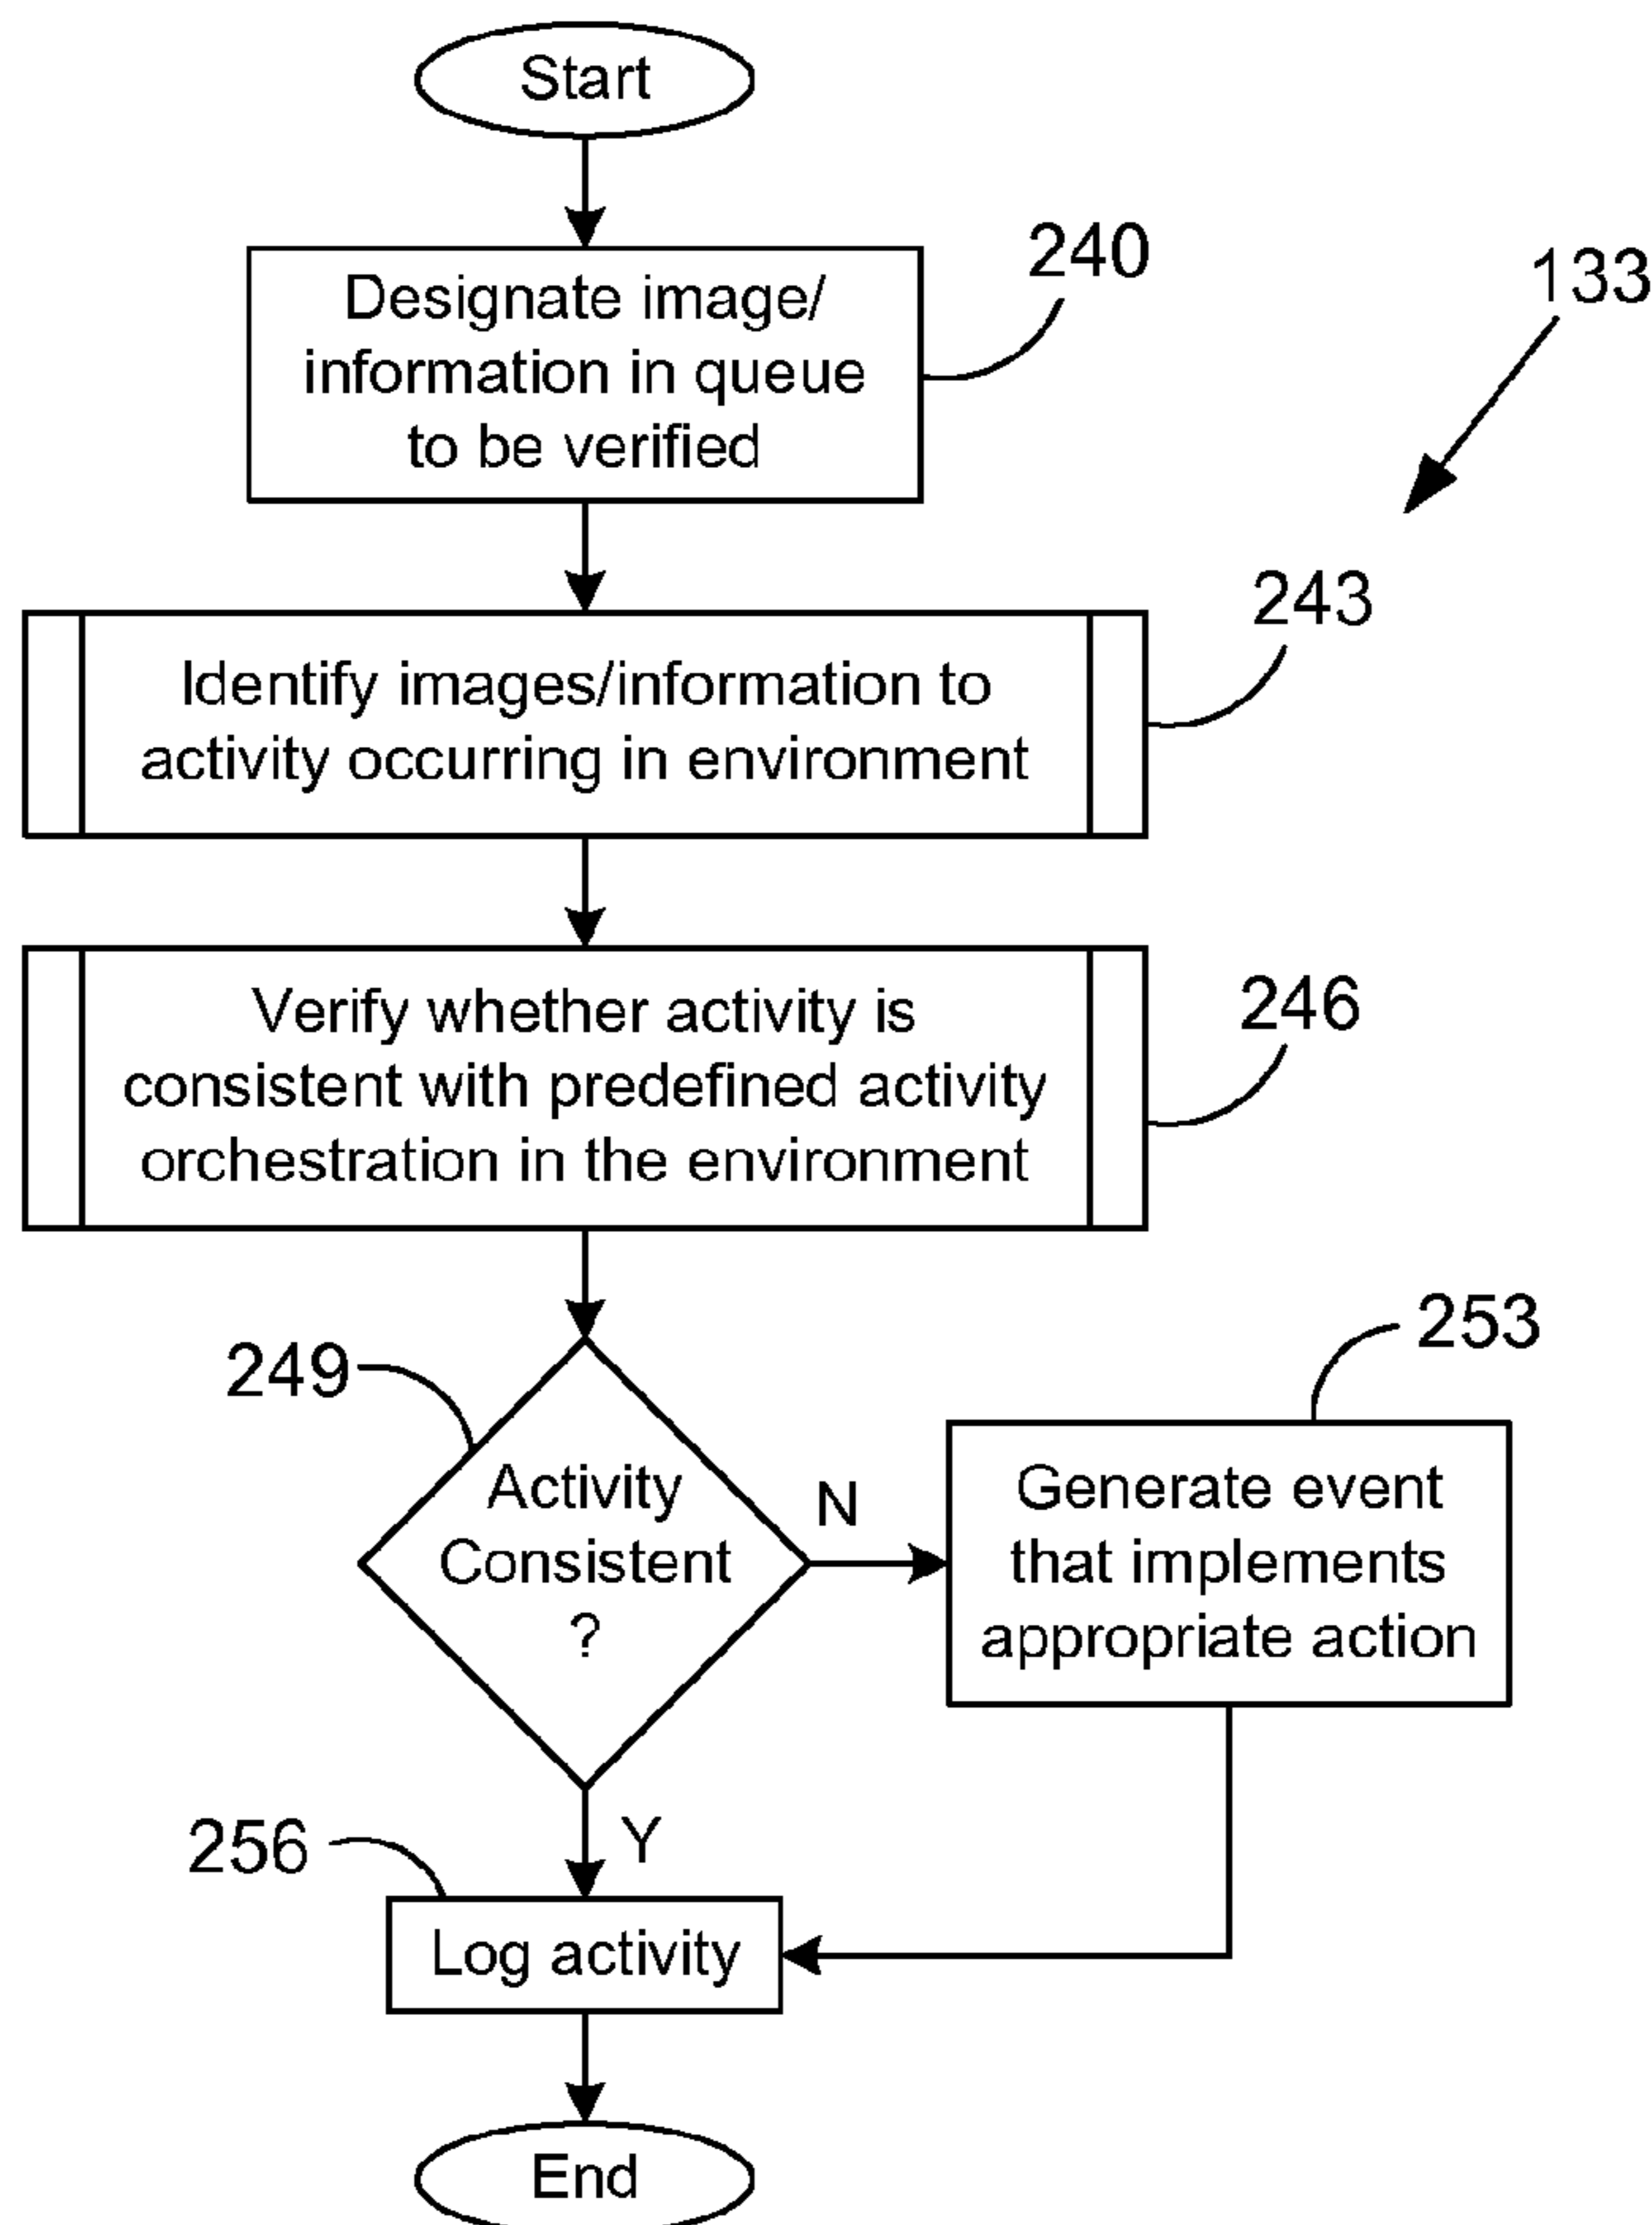 Start
240
133
Designate image/
information in queue
to be verified
243
Identify images/information to
activity occurring in environment
246
Verify whether activity is
consistent with predefined activity
orchestration in the environment
249
253
Activity
Consistent
?
N
Generate event
that implements
appropriate action
Y
256
Log activity
End